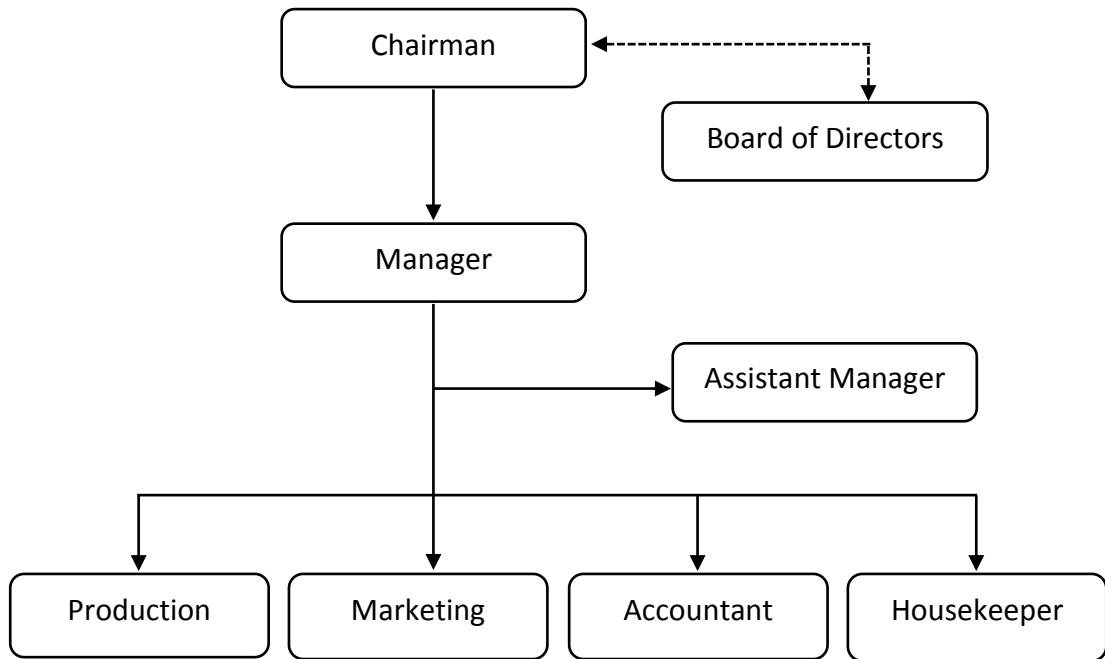 Chairman
Board of Directors
Manager
Assistant Manager
Production
Marketing
Accountant
Housekeeper